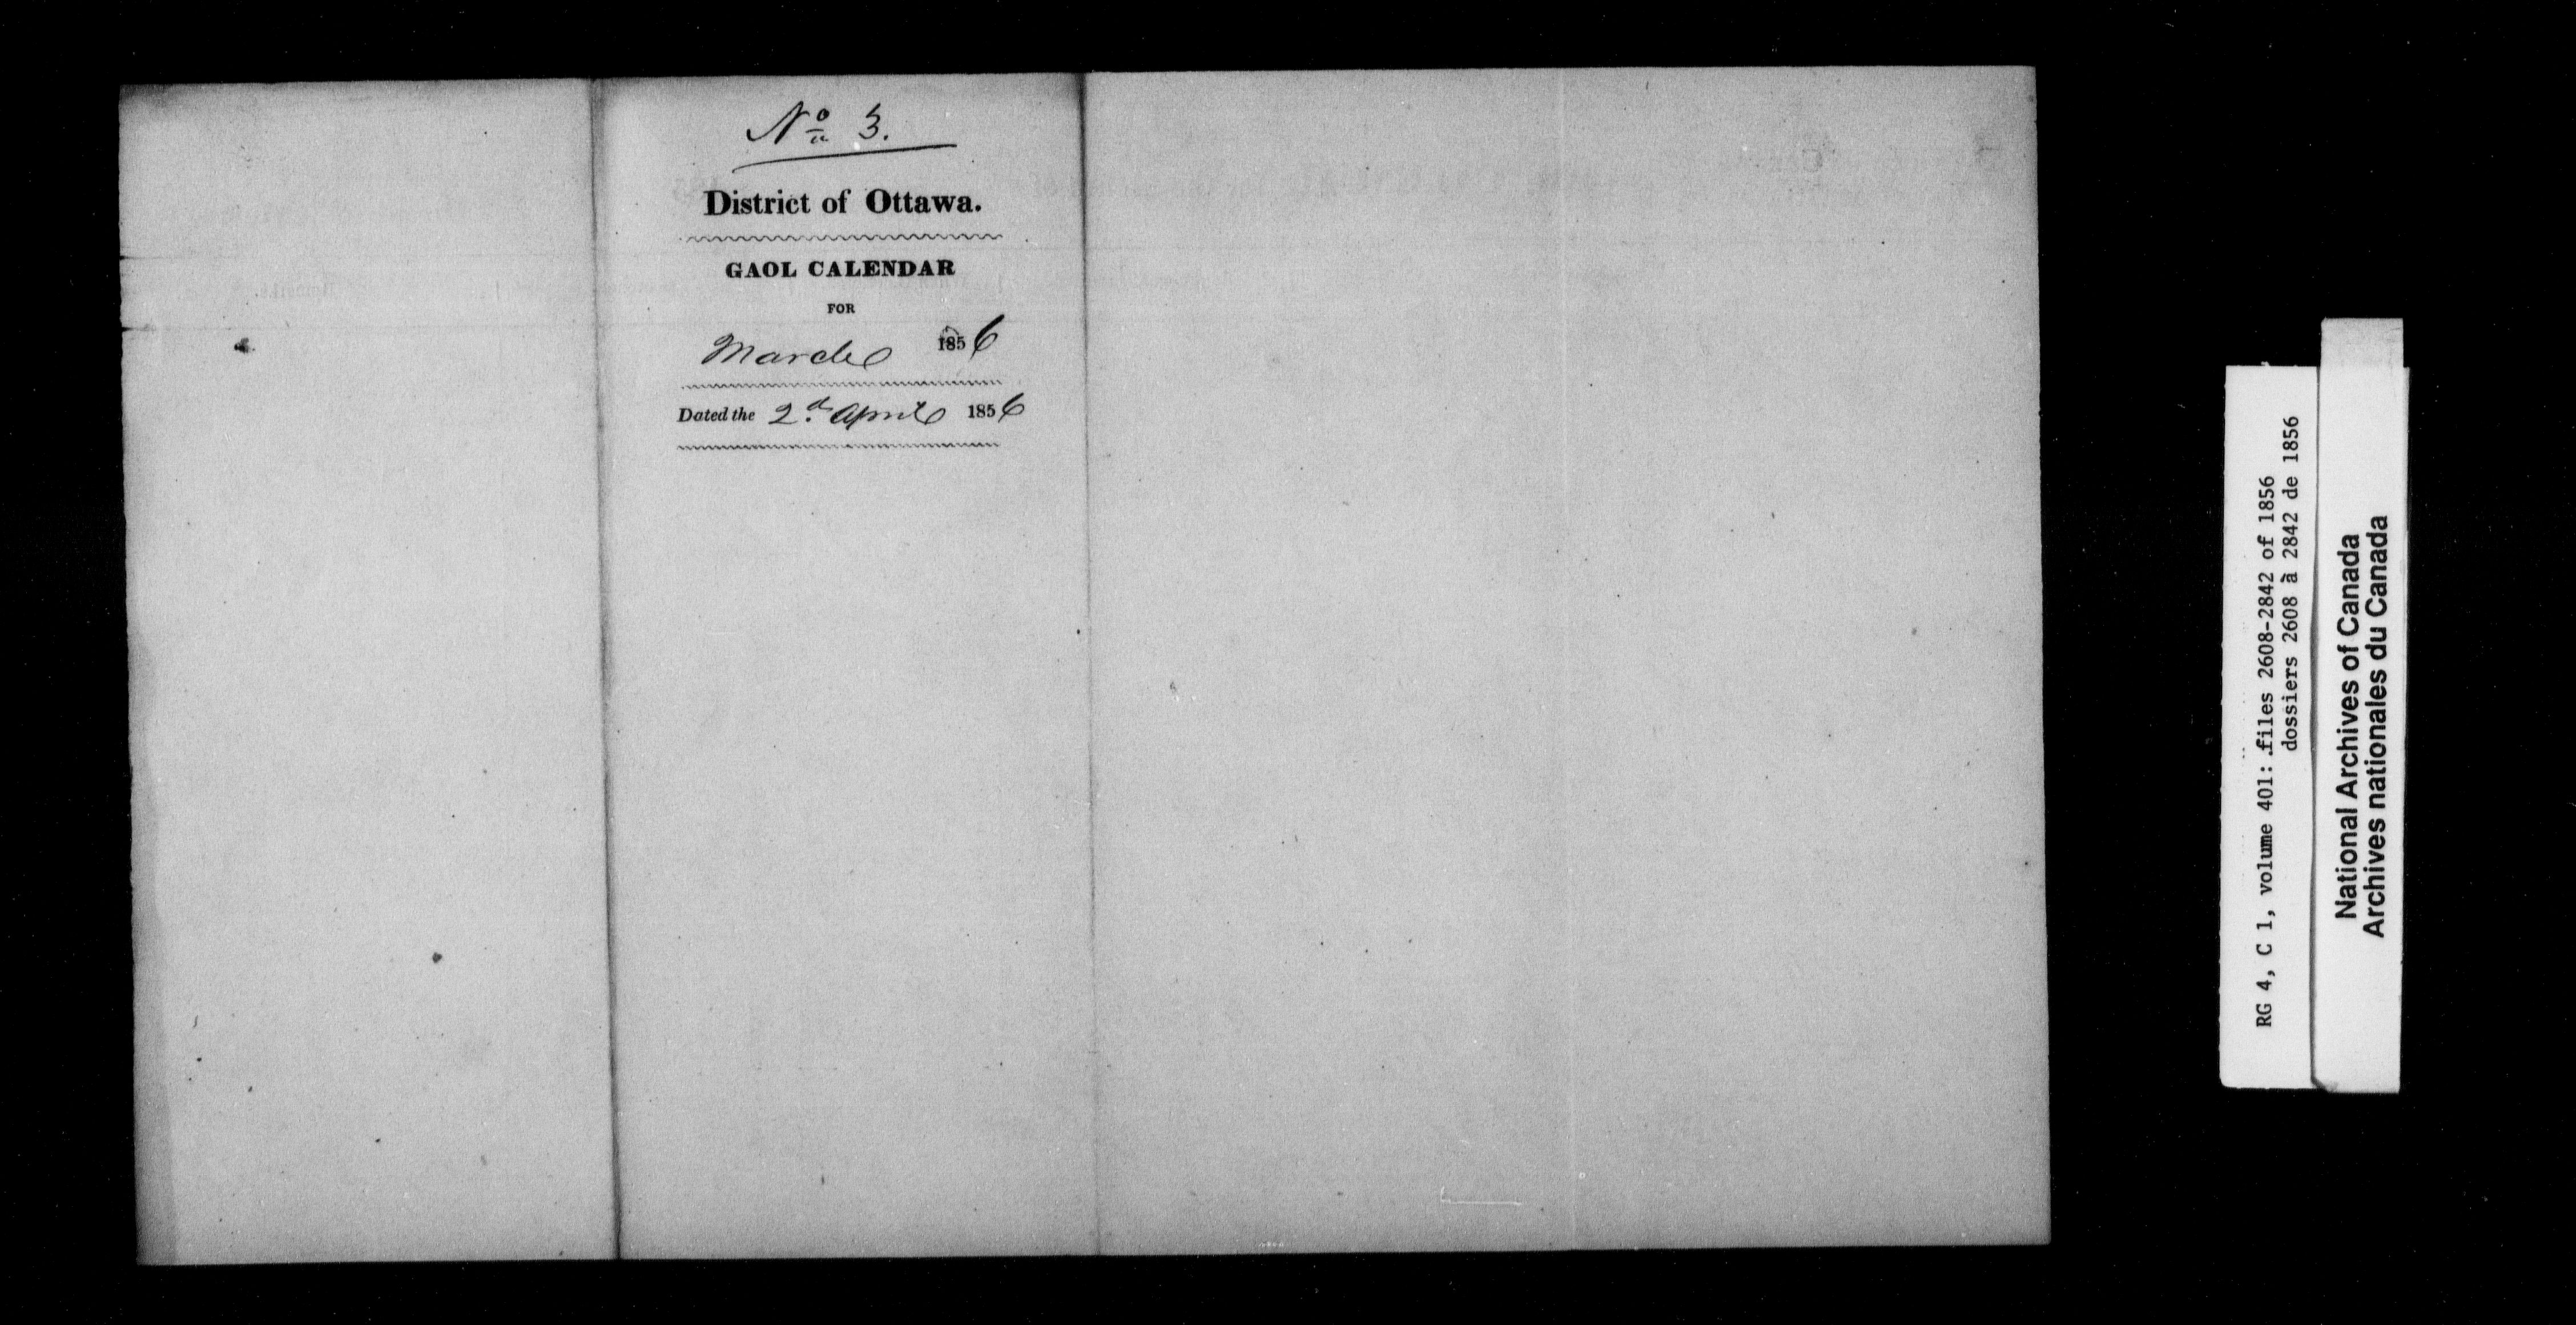 No 3.
District of Ottawa.
GAOL CALENDAR
FOR
March 1856
Dated the 2d. April 1856
RG 4, C 1, volume 401: files 2608-2842 of 1856
dossiers 2608 à 2842 de 1856
National Archives of Canada
Archives nationales du Canada